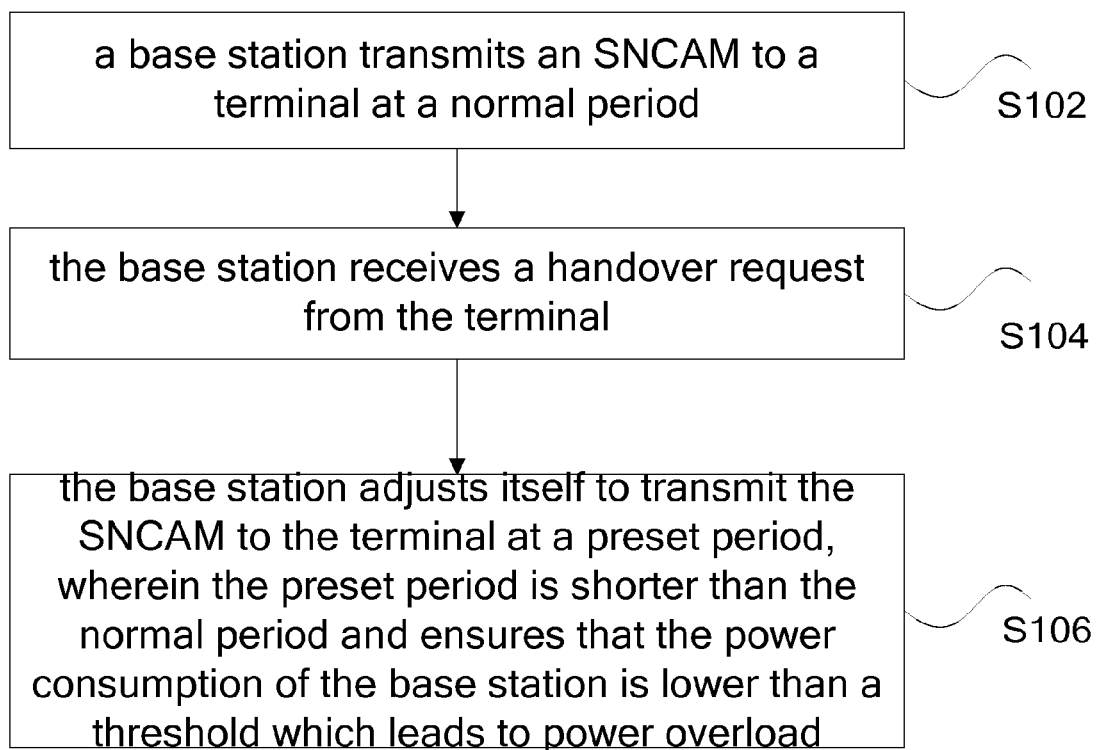 a base station transmits an SNCAM to a
terminal at a normal period
S102
the base station receives a handover request
from the terminal
S104
the base station adjusts itself to transmit the
SNCAM to the terminal at a preset period,
wherein the preset period is shorter than the
normal period and ensures that the power
consumption of the base station is lower than a
threshold which leads to power overload
S106